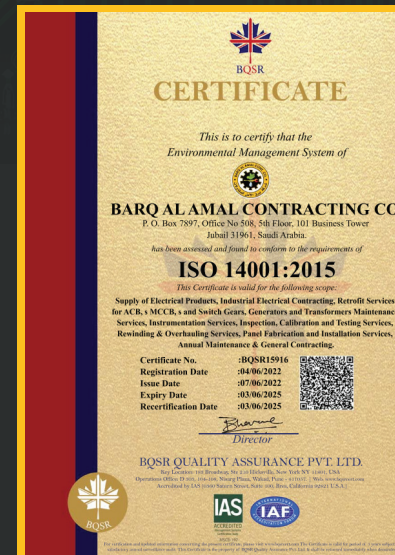 BQSR
CERTIFICATE
This is to certify that the
Environmental Management System of
BARQ AL AMAL CONTRACTING CO
P. O. Box 7897, Office No 508, 5th Floor, 101 Business Tower
Jubail 31961, Saudi Arabia.
has been assessed and found to conform to the requirements of
ISO 14001:2015
This Certificate is valid for the following scope:
Supply of Electrical Products, Industrial Electrical Contracting, Retrofit Services
for ACB, s MCCB, s and Switch Gears, Generators and Transformers Maintenance
Services, Instrumentation Services, Inspection, Calibration and Testing Services,
Rewinding & Overhauling Services, Panel Fabrication and Installation Services,
Annual Maintenance & General Contracting.
Certificate No. :BQSR15916
Registration Date :04/06/2022
Issue Date :07/06/2022
Expiry Date :03/06/2025
Recertification Date :03/06/2025
Director
BQSR QUALITY ASSURANCE PVT. LTD.
BQSR
IAS
ACCREDITED
INTERNATIONAL
IAF